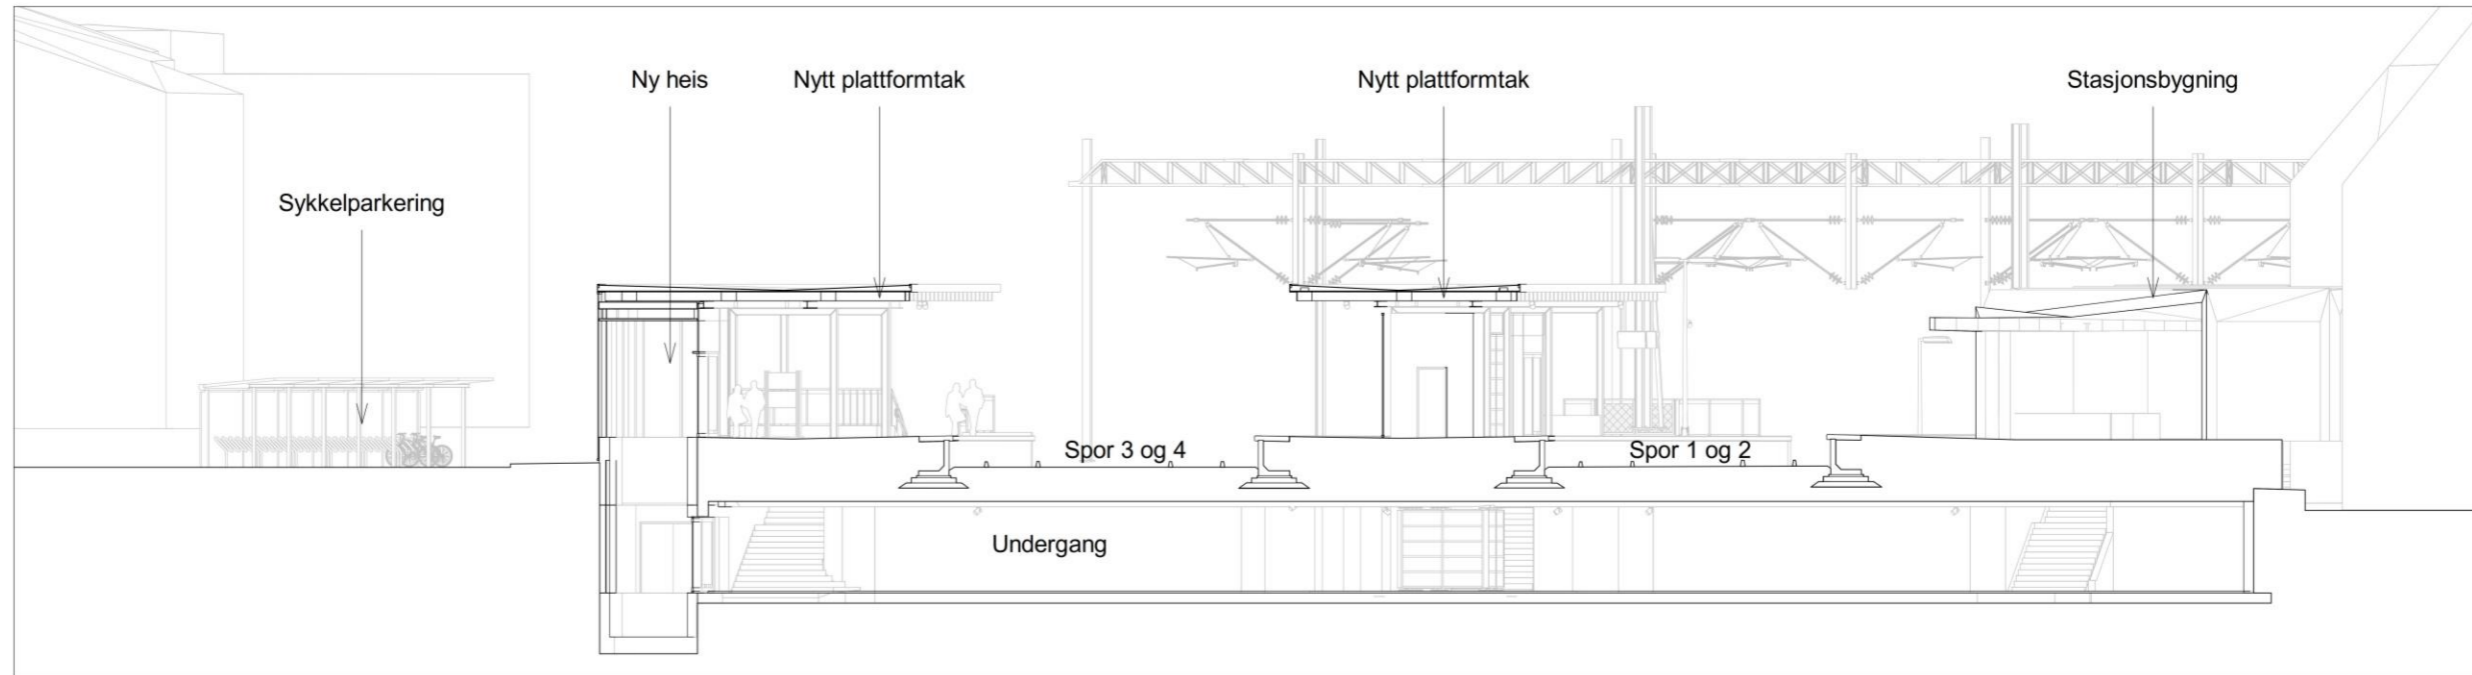 Ny heis
Nytt plattformtak
Nytt plattformtak
Stasjonsbygning
Sykkelparkering
Spor 3 og 4
Spor 1 og 2
Undergang